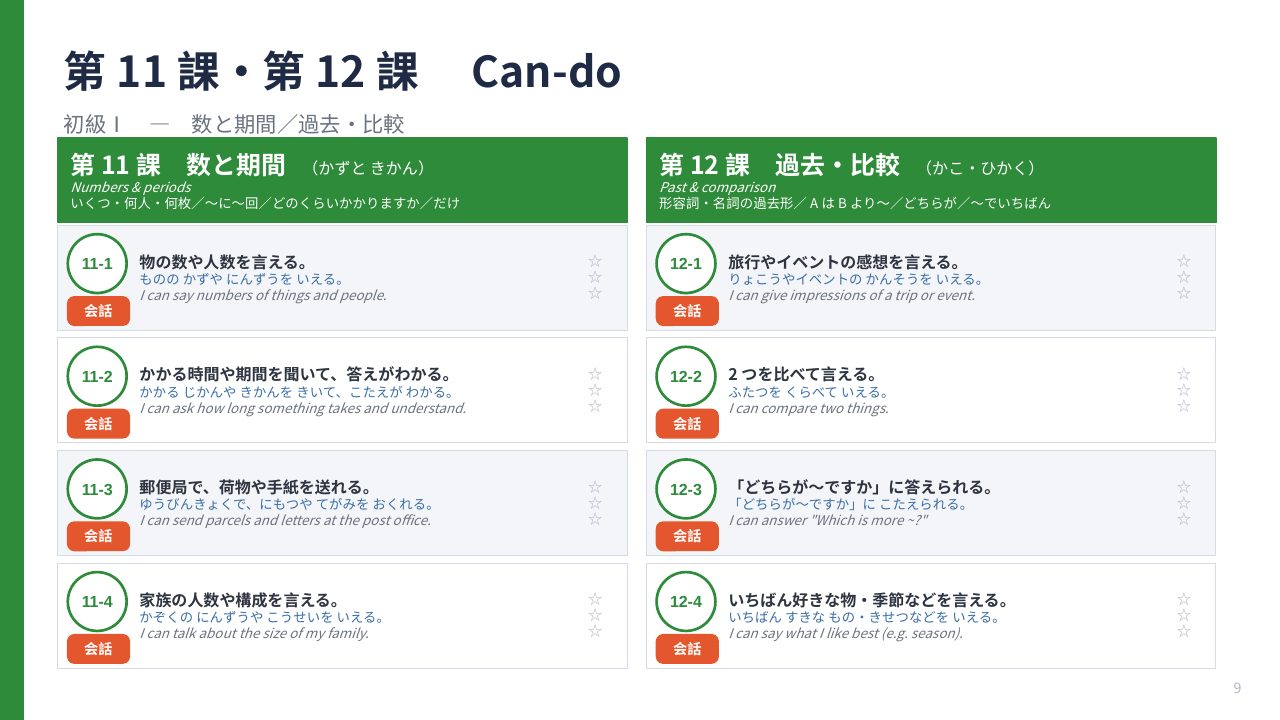 第 11 課・第 12 課　Can-do
初級 I　—　数と期間／過去・比較
第 11 課　数と期間　（かずと きかん）
Numbers & periods
いくつ・何人・何枚／〜に〜回／どのくらいかかりますか／だけ
11-1
会話
物の数や人数を言える。
ものの かずや にんずうを いえる。
I can say numbers of things and people.
☆
☆
☆
11-2
会話
かかる時間や期間を聞いて、答えがわかる。
かかる じかんや きかんを きいて、こたえが わかる。
I can ask how long something takes and understand.
☆
☆
☆
11-3
会話
郵便局で、荷物や手紙を送れる。
ゆうびんきょくで、にもつや てがみを おくれる。
I can send parcels and letters at the post office.
☆
☆
☆
11-4
会話
家族の人数や構成を言える。
かぞくの にんずうや こうせいを いえる。
I can talk about the size of my family.
☆
☆
☆
第 12 課　過去・比較　（かこ・ひかく）
Past & comparison
形容詞・名詞の過去形／ A は B より〜／どちらが／〜でいちばん
12-1
会話
旅行やイベントの感想を言える。
りょこうやイベントの かんそうを いえる。
I can give impressions of a trip or event.
☆
☆
☆
12-2
会話
2 つを比べて言える。
ふたつを くらべて いえる。
I can compare two things.
☆
☆
☆
12-3
会話
「どちらが〜ですか」に答えられる。
「どちらが〜ですか」に こたえられる。
I can answer "Which is more ~?"
☆
☆
☆
12-4
会話
いちばん好きな物・季節などを言える。
いちばん すきな もの・きせつなどを いえる。
I can say what I like best (e.g. season).
☆
☆
☆
9